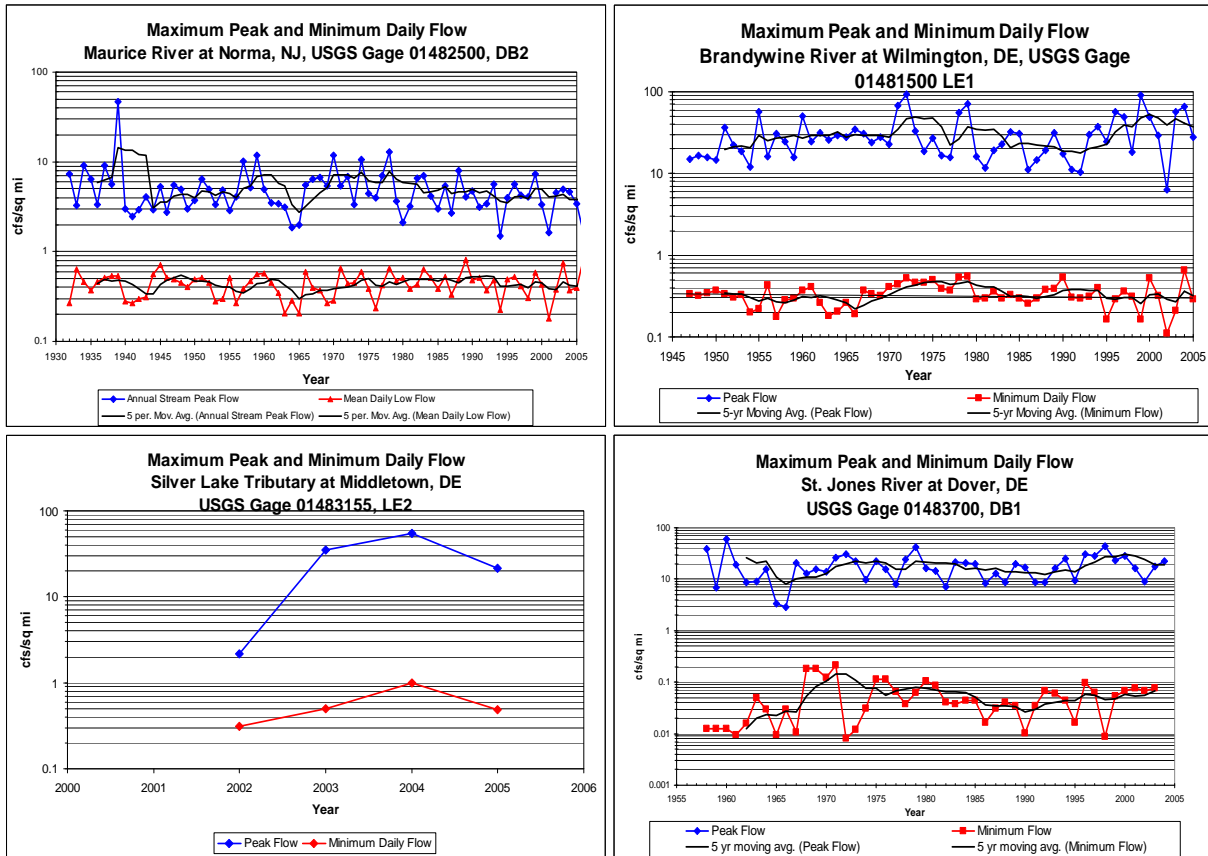 Maximum Peak and Minimum Daily Flow
Maurice River at Norma, NJ, USGS Gage 01482500, DB2
100
10
1
0.1
cfs/sq mi
1930 1935 1940 1945 1950 1955 1960 1965 1970 1975 1980 1985 1990 1995 2000 2005
Year
Annual Stream Peak Flow
Mean Daily Low Flow
5 per. Mov. Avg. (Annual Stream Peak Flow)
5 per. Mov. Avg. (Mean Daily Low Flow)
Maximum Peak and Minimum Daily Flow
Brandywine River at Wilmington, DE, USGS Gage
01481500 LE1
100
10
1
0.1
cfs/sq mi
1945 1950 1955 1960 1965 1970 1975 1980 1985 1990 1995 2000 2005
Year
Peak Flow
Minimum Daily Flow
5-yr Moving Avg. (Peak Flow)
5-yr Moving Avg. (Minimum Flow)
Maximum Peak and Minimum Daily Flow
Silver Lake Tributary at Middletown, DE
USGS Gage 01483155, LE2
100
10
1
0.1
cfs/sq mi
2000 2001 2002 2003 2004 2005 2006
Year
Peak Flow
Minimum Daily Flow
Maximum Peak and Minimum Daily Flow
St. Jones River at Dover, DE
USGS Gage 01483700, DB1
100
10
1
0.1
0.01
0.001
cfs/sq mi
1955 1960 1965 1970 1975 1980 1985 1990 1995 2000 2005
Year
Peak Flow
Minimum Flow
5 yr moving avg. (Peak Flow)
5 yr moving avg. (Minimum Flow)